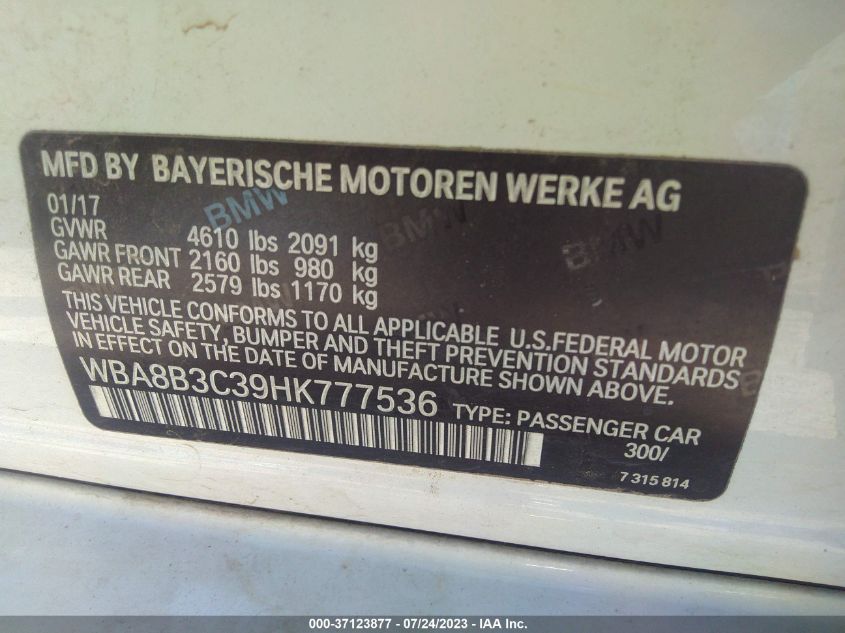 MFD BY BAYERISCHE MOTOREN WERKE AG
01/17
GVWR 4610 lbs 2091 kg
GAWR FRONT 2160 lbs 980 kg
GAWR REAR 2579 lbs 1170 kg
THIS VEHICLE CONFORMS TO ALL APPLICABLE U.S.FEDERAL MOTOR
VEHICLE SAFETY, BUMPER AND THEFT PREVENTION STANDARDS
IN EFFECT ON THE DATE OF MANUFACTURE SHOWN ABOVE.
WBA8B3C39HK777536 TYPE: PASSENGER CAR
300/
7 315 814
BMW
BMW
BMW
000-37123877 - 07/24/2023 - IAA Inc.